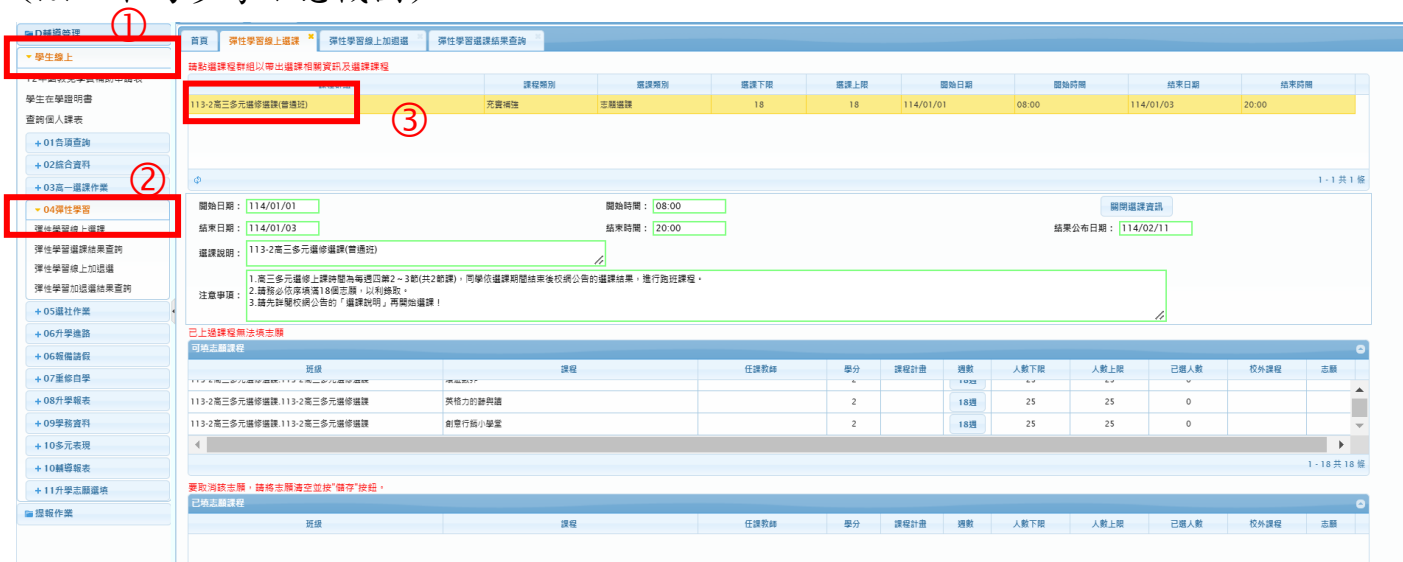 ①
D輔導管理
學生線上
學生在學證明書
查詢個人課表
+ 01各項查詢
+ 02綜合資料
②
+ 03高一選課作業
04彈性學習
彈性學習線上選課
彈性學習選課結果查詢
彈性學習線上加退選
彈性學習加退選結果查詢
+ 05選社作業
+ 06升學進路
+ 06報備請假
+ 07重修自學
+ 08升學報表
+ 09學務資料
+ 10多元表現
+ 10輔導報表
+ 11升學志願選填
提報作業
首頁 彈性學習線上選課 彈性學習線上加退選 彈性學習選課結果查詢
請點選課程群組以帶出選課相關資訊及選課課程
課程類別 選課類別 選課下限 選課上限 開始日期 開始時間 結束日期 結束時間
113-2高三多元選修選課(普通班) 充實補強 志願選課 18 18 114/01/01 08:00 114/01/03 20:00
③
1 - 1 共 1 條
開始日期： 114/01/01 開始時間： 08:00 關閉選課資訊
結束日期： 114/01/03 結束時間： 20:00 結果公布日期： 114/02/11
選課說明： 113-2高三多元選修選課(普通班)
注意事項：
1.高三多元選修上課時間為每週四第2～3節(共2節課)，同學依選課期間結束後校網公告的選課結果，進行跑班課程。
2.請務必依序填滿18個志願，以利錄取。
3.請先詳閱校網公告的「選課說明」再開始選課！
已上過課程無法填志願
可填志願課程
班級 課程 任課教師 學分 課程計畫 週數 人數下限 人數上限 已選人數 校外課程 志願
113-2高三多元選修選課.113-2高三多元選修選課 英格力的歸與議 2 18週 25 25 0
113-2高三多元選修選課.113-2高三多元選修選課 創意行銷小學堂 2 18週 25 25 0
1 - 18 共 18 條
要取消該志願，請將志願清空並按"儲存"按鈕。
已填志願課程
班級 課程 任課教師 學分 課程計畫 週數 人數下限 人數上限 已選人數 校外課程 志願